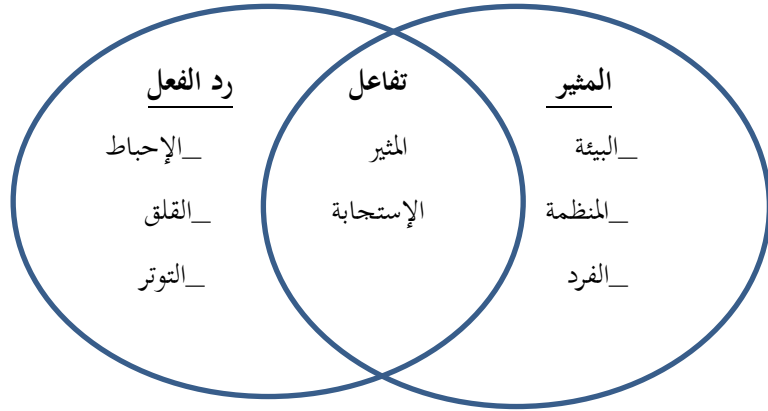 المثير تفاعل رد الفعل
_البيئة المثير _الإحباط
_المنظمة الإستجابة _القلق
_الفرد _التوتر